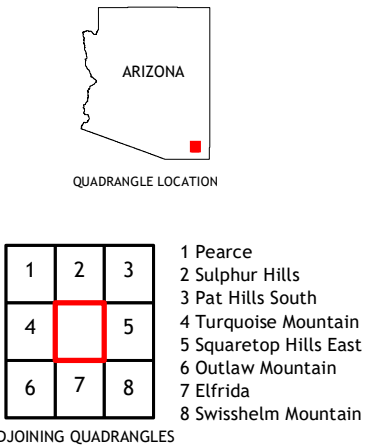 ARIZONA
QUADRANGLE LOCATION
1 2 3
4 5
6 7 8
1 Pearce
2 Sulphur Hills
3 Pat Hills South
4 Turquoise Mountain
5 Squaretop Hills East
6 Outlaw Mountain
7 Elfrida
8 Swisshelm Mountain
DJOINING QUADRANGLES